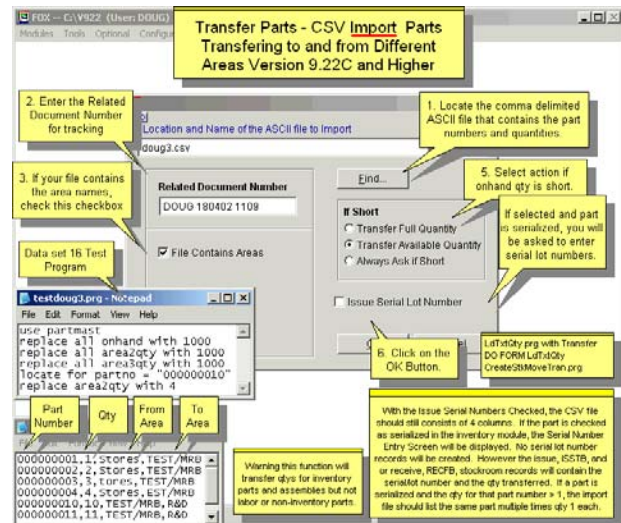 FOX -- C:\V922 (User: DOUG)
Modules Tools Optional
Transfer Parts - CSV Import Parts
Transfering to and from Different
Areas Version 9.22C and Higher
2. Enter the Related
Document Number
for tracking
Location and Name of the ASCII file to Import
doug3.csv
1. Locate the comma delimited
ASCII file that contains the part
numbers and quantities.
3. If your file contains
the area names,
check this checkbox
Related Document Number
DOUG 180402 1109
File Contains Areas
Find...
5. Select action if
onhand qty is short.
If Short
Transfer Full Quantity
Transfer Available Quantity
Always Ask if Short
If selected and part
is serialized, you will
be asked to enter
serial lot numbers.
Issue Serial Lot Number
Data set 16 Test
Program
testdoug3.prg - Notepad
File Edit Format View Help
use partmast
replace all onhand with 1000
replace all area2qty with 1000
replace all area3qty with 1000
locate for partno = "000000010"
replace area2qty with 4
6. Click on the
OK Button.
LdTxtQty.prg with Transfer
DO FORM LdTxtQty
CreateStkMoveTran.prg
Part
Number
Qty
From
Area
To
Area
000000001,1,Stores,TEST/MRB
000000002,2,Stores,TEST/MRB
000000003,3,tores,TEST/MRB
000000004,4,Stores,EST/MRB
000000010,10,TEST/MRB,R&D
000000011,11,TEST/MRB,R&D
Warning this function will
transfer qtys for inventory
parts and assembles but not
labor or non-inventory parts.
With the Issue Serial Numbers Checked, the CSV file
should still consists of 4 columns. If the part is checked
as serialized in the inventory module, the Serial Number
Entry Screen will be displayed. No serial lot number
records will be created. However the issue, ISSTB, and
or receive, RECFB, stockroom records will contain the
serial/lot number and the qty transferred. If a part is
serialized and the qty for that part number > 1, the import
file should list the same part multiple times qty 1 each.